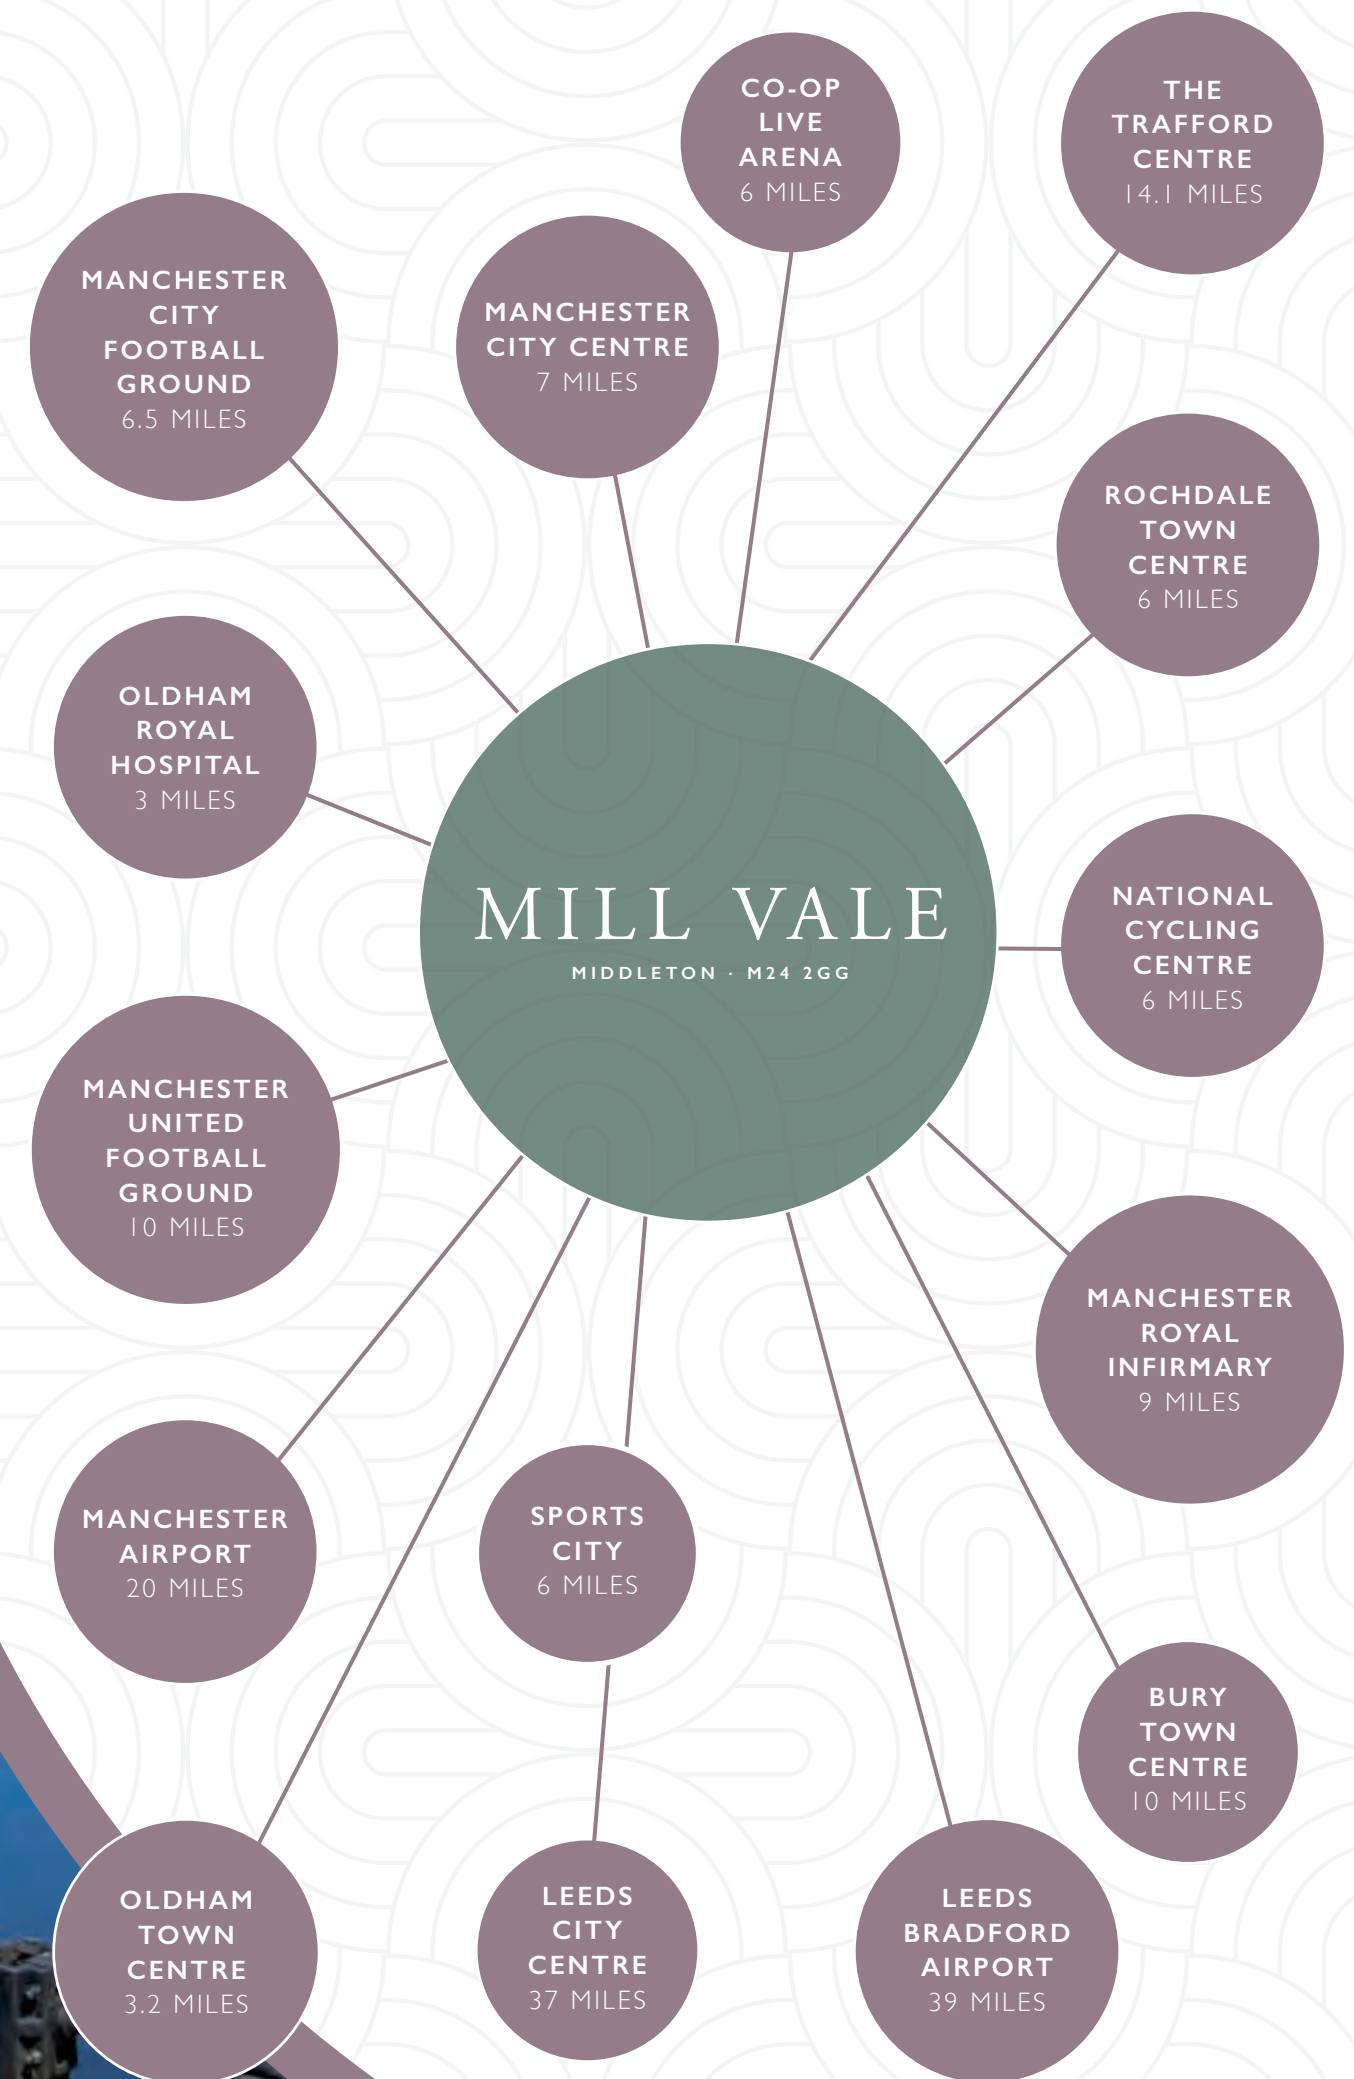 CO-OP
LIVE
ARENA
6 MILES
THE
TRAFFORD
CENTRE
14.1 MILES
MANCHESTER
CITY
FOOTBALL
GROUND
6.5 MILES
MANCHESTER
CITY CENTRE
7 MILES
ROCHDALE
TOWN
CENTRE
6 MILES
OLDHAM
ROYAL
HOSPITAL
3 MILES
MILL VALE
MIDDLETON · M24 2GG
NATIONAL
CYCLING
CENTRE
6 MILES
MANCHESTER
UNITED
FOOTBALL
GROUND
10 MILES
MANCHESTER
ROYAL
INFIRMARY
9 MILES
MANCHESTER
AIRPORT
20 MILES
SPORTS
CITY
6 MILES
BURY
TOWN
CENTRE
10 MILES
OLDHAM
TOWN
CENTRE
3.2 MILES
LEEDS
CITY
CENTRE
37 MILES
LEEDS
BRADFORD
AIRPORT
39 MILES